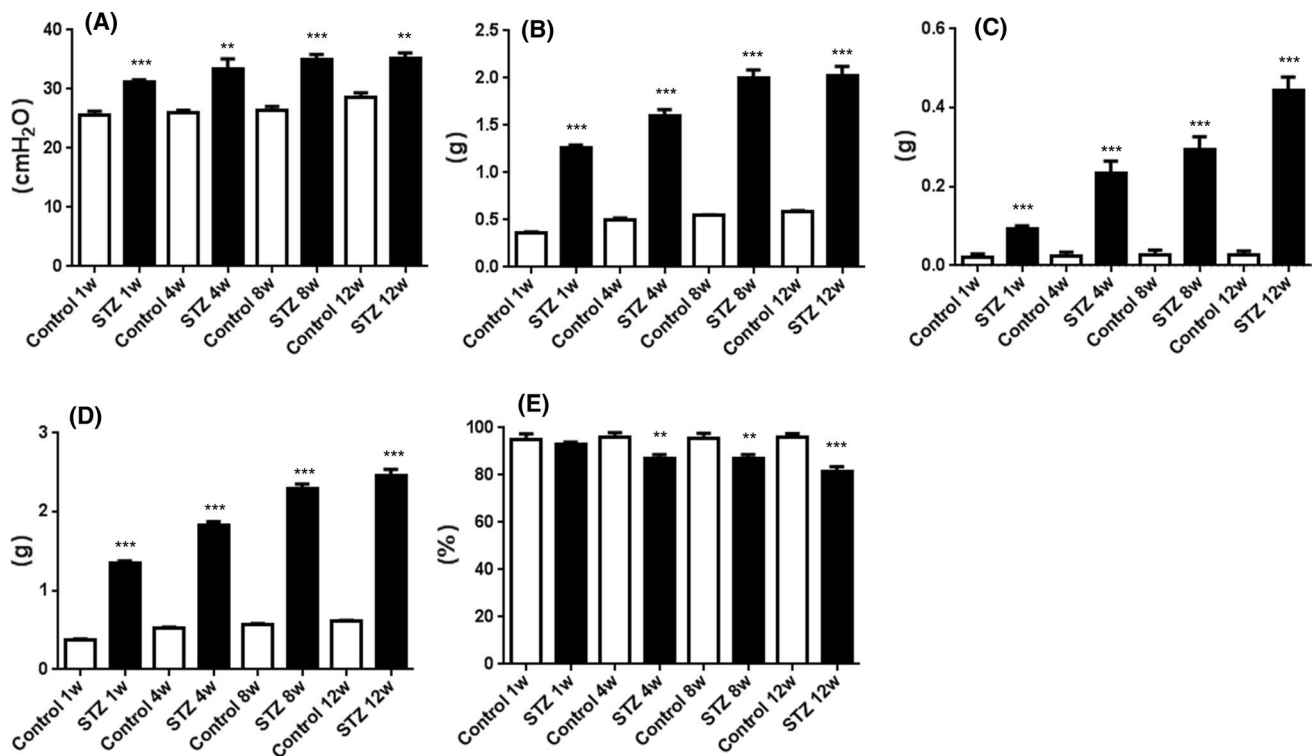 (A)
40
30
20
10
0
(cmH₂O)
*** ** *** **
Control 1w STZ 1w Control 4w STZ 4w Control 8w STZ 8w Control 12w STZ 12w
(B)
2.5
2.0
1.5
1.0
0.5
0.0
(g)
*** *** *** ***
Control 1w STZ 1w Control 4w STZ 4w Control 8w STZ 8w Control 12w STZ 12w
(C)
0.6
0.4
0.2
0.0
(g)
*** *** *** ***
Control 1w STZ 1w Control 4w STZ 4w Control 8w STZ 8w Control 12w STZ 12w
(D)
3
2
1
0
(g)
*** *** *** ***
Control 1w STZ 1w Control 4w STZ 4w Control 8w STZ 8w Control 12w STZ 12w
(E)
100
80
60
40
20
0
(%)
** ** ***
Control 1w STZ 1w Control 4w STZ 4w Control 8w STZ 8w Control 12w STZ 12w